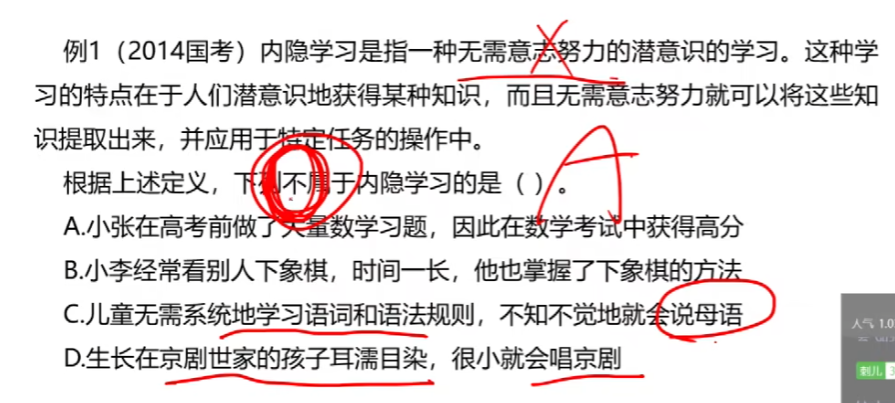 例1（2014国考）内隐学习是指一种无需意志努力的潜意识的学习。这种学
习的特点在于人们潜意识地获得某种知识，而且无需意志努力就可以将这些知
识提取出来，并应用于特定任务的操作中。
根据上述定义，下列不属于内隐学习的是（ ）。
A
A.小张在高考前做了大量数学习题，因此在数学考试中获得高分
B.小李经常看别人下象棋，时间一长，他也掌握了下象棋的方法
C.儿童无需系统地学习语词和语法规则，不知不觉地就会说母语
D.生长在京剧世家的孩子耳濡目染，很小就会唱京剧
人气 1.0
刺儿